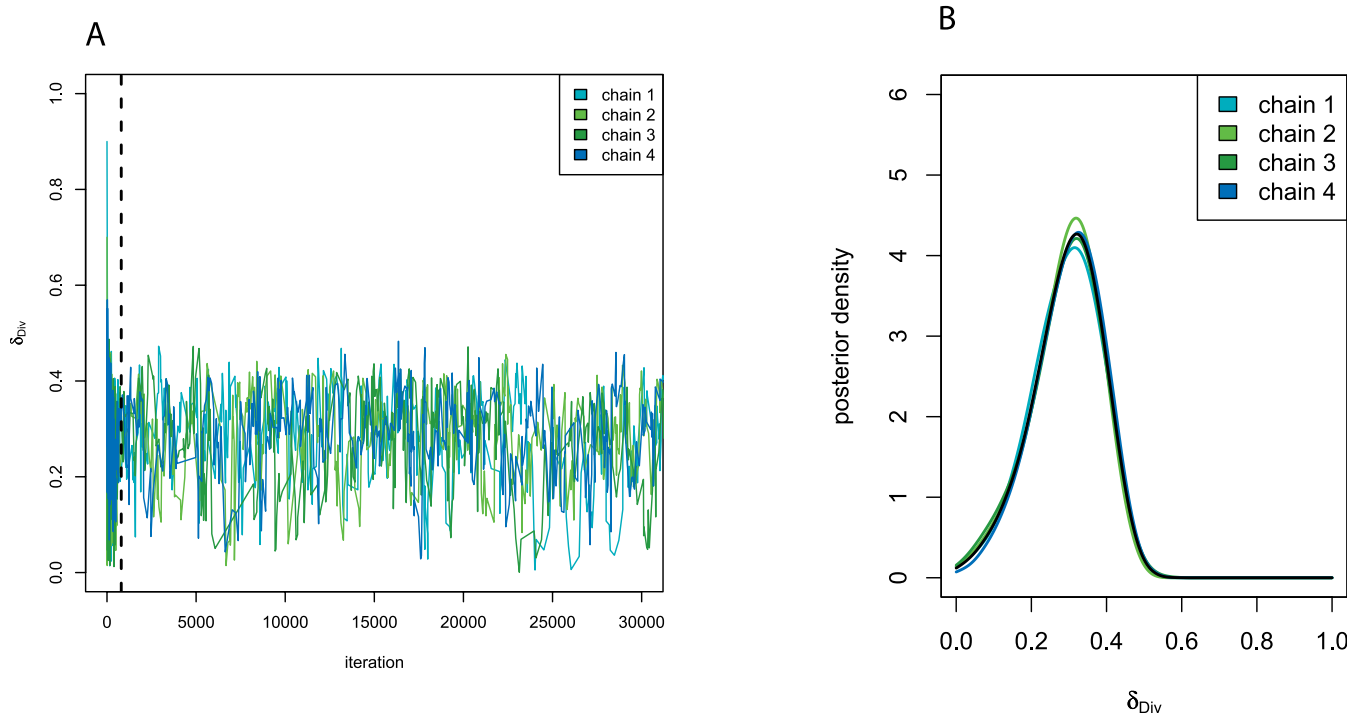 A
chain 1
chain 2
chain 3
chain 4
1.0
0.8
0.6
0.4
0.2
0.0
δDiv
0 5000 10000 15000 20000 25000 30000
iteration
B
chain 1
chain 2
chain 3
chain 4
6
5
4
3
2
1
0
posterior density
0.0 0.2 0.4 0.6 0.8 1.0
δDiv